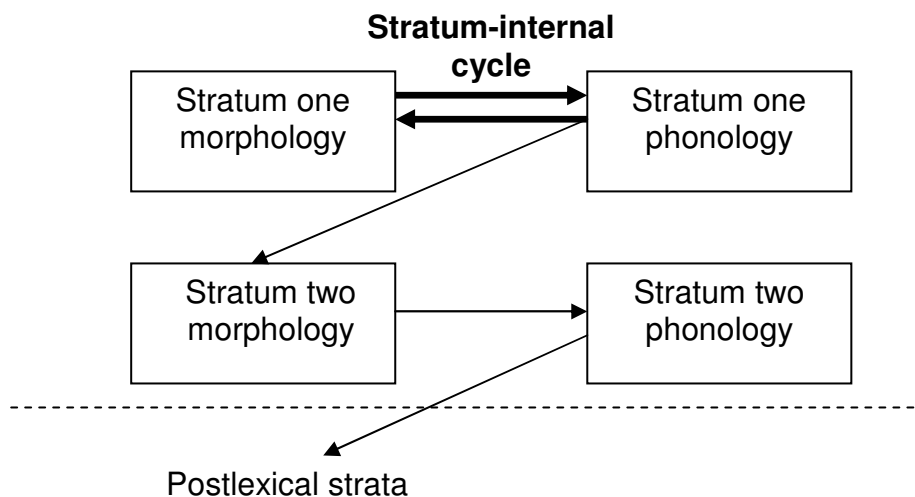 Stratum-internal
cycle
Stratum one
morphology
Stratum one
phonology
Stratum two
morphology
Stratum two
phonology
Postlexical strata